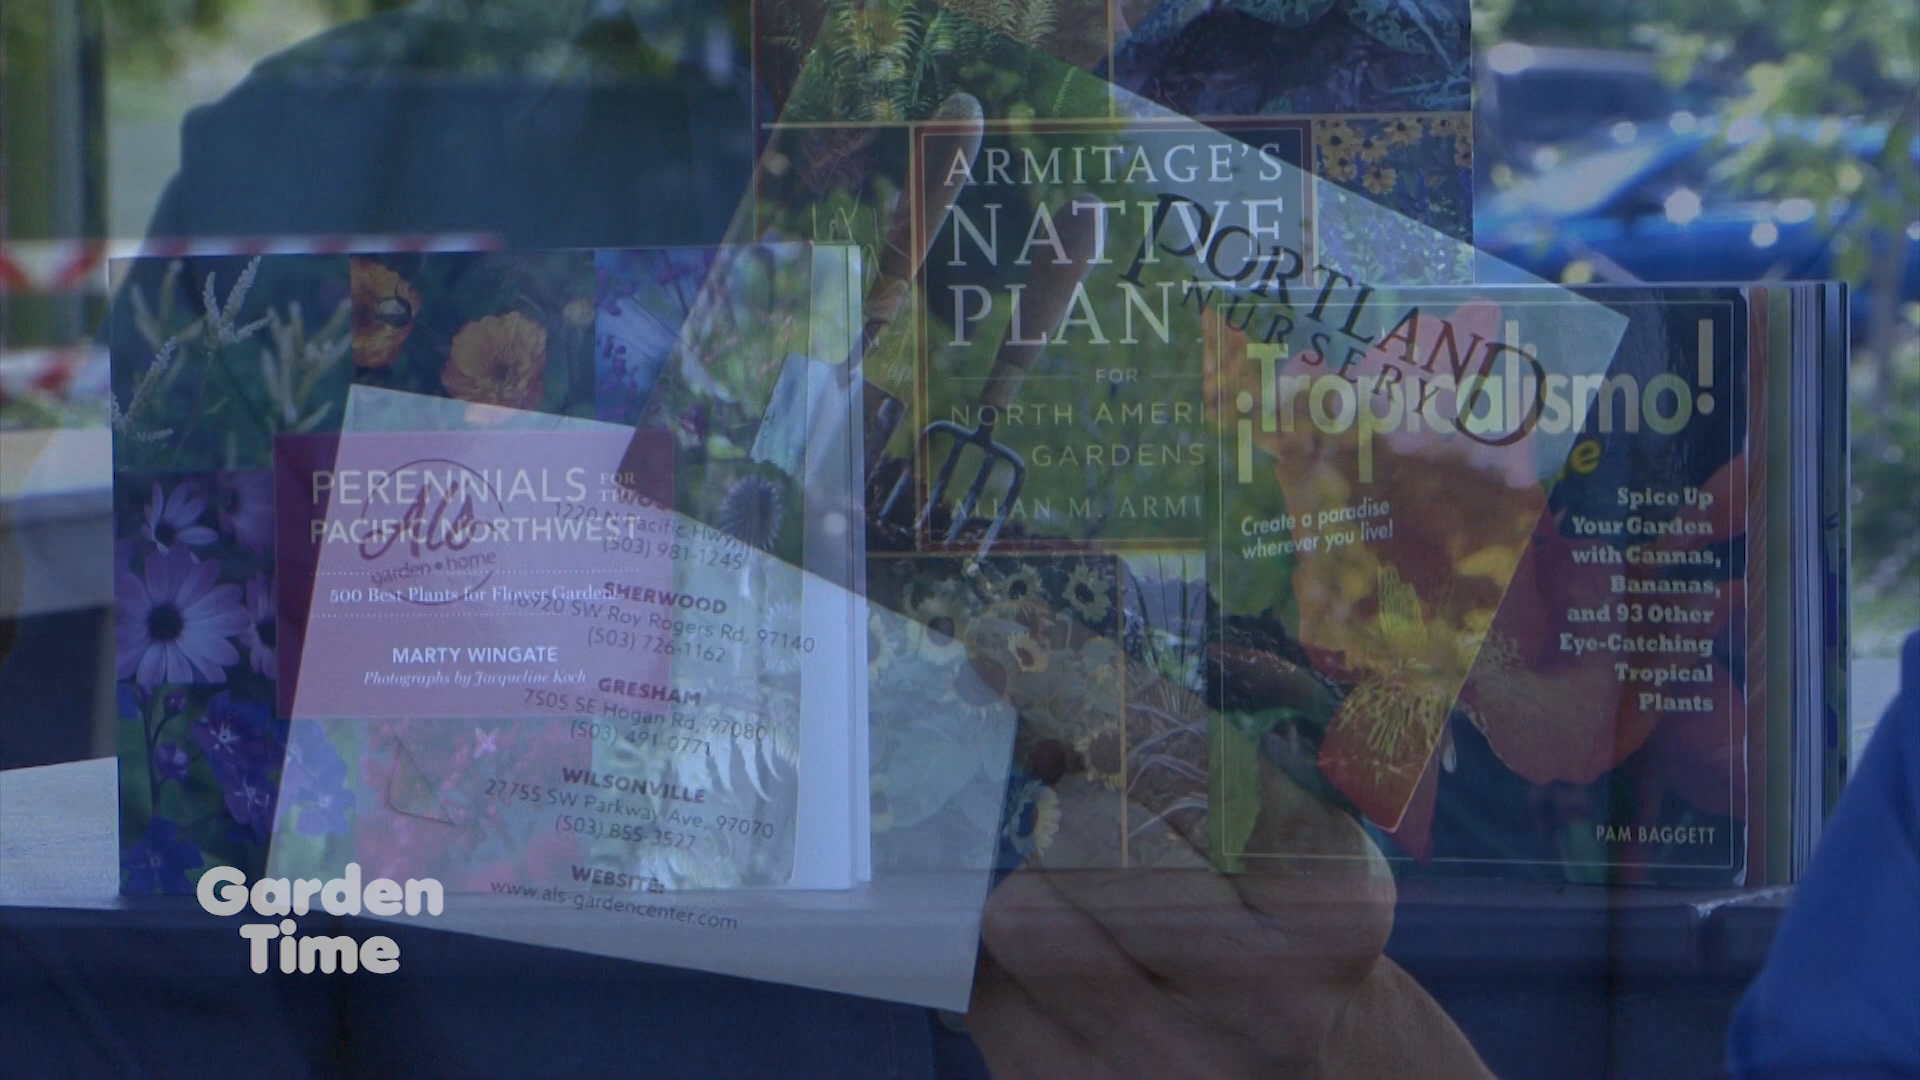 ARMITAGE'S
NATIVE
PLANT
FOR
NORTH AMERI
GARDENS
ALLAN M. ARMI
PORTLAND
NURSERY
¡Tropicalismo!
Create a paradise
wherever you live!
Spice Up
Your Garden
with Cannas,
Bananas,
and 93 Other
Eye-Catching
Tropical
Plants
PAM BAGGETT
PERENNIALS FOR THE
PACIFIC NORTHWEST
500 Best Plants for Flower Gardens
MARTY WINGATE
Photographs by Jacqueline Koch
Al's
garden • home
1220 N Pacific Hwy
(503) 981-1245
SHERWOOD
16920 SW Roy Rogers Rd, 97140
(503) 726-1162
GRESHAM
7505 SE Hogan Rd, 97080
(503) 491-0771
WILSONVILLE
27755 SW Parkway Ave, 97070
(503) 855-3527
WEBSITE:
www.als-gardencenter.com
Garden
Time